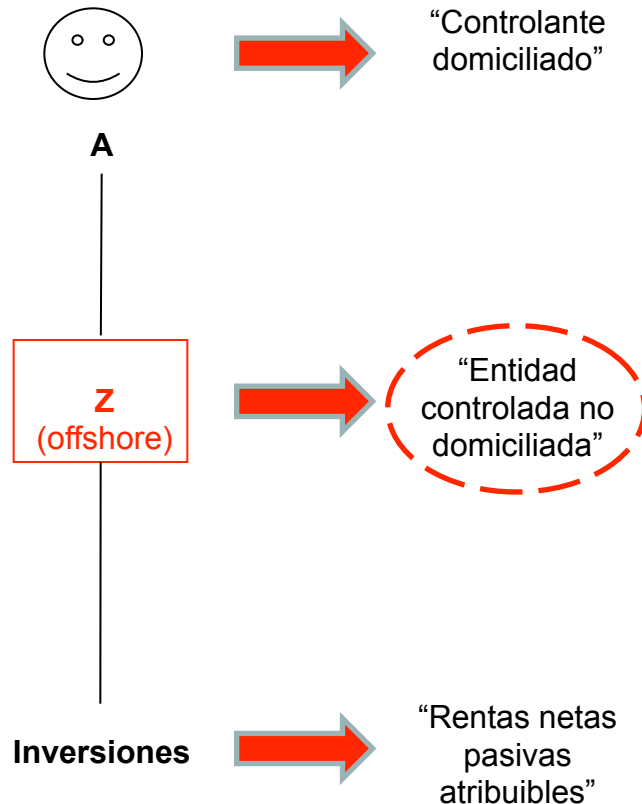 “Controlante
domiciliado”
A
Z
(offshore)
“Entidad
controlada no
domiciliada”
Inversiones
“Rentas netas
pasivas
atribuibles”